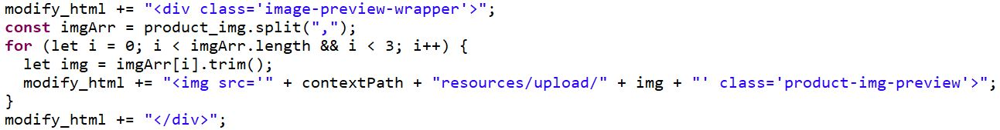 modify_html += "<div class='image-preview-wrapper'>";
const imgArr = product_img.split(",");
for (let i = 0; i < imgArr.length && i < 3; i++) {
  let img = imgArr[i].trim();
  modify_html += "<img src='" + contextPath + "resources/upload/" + img + "' class='product-img-preview'>";
}
modify_html += "</div>";